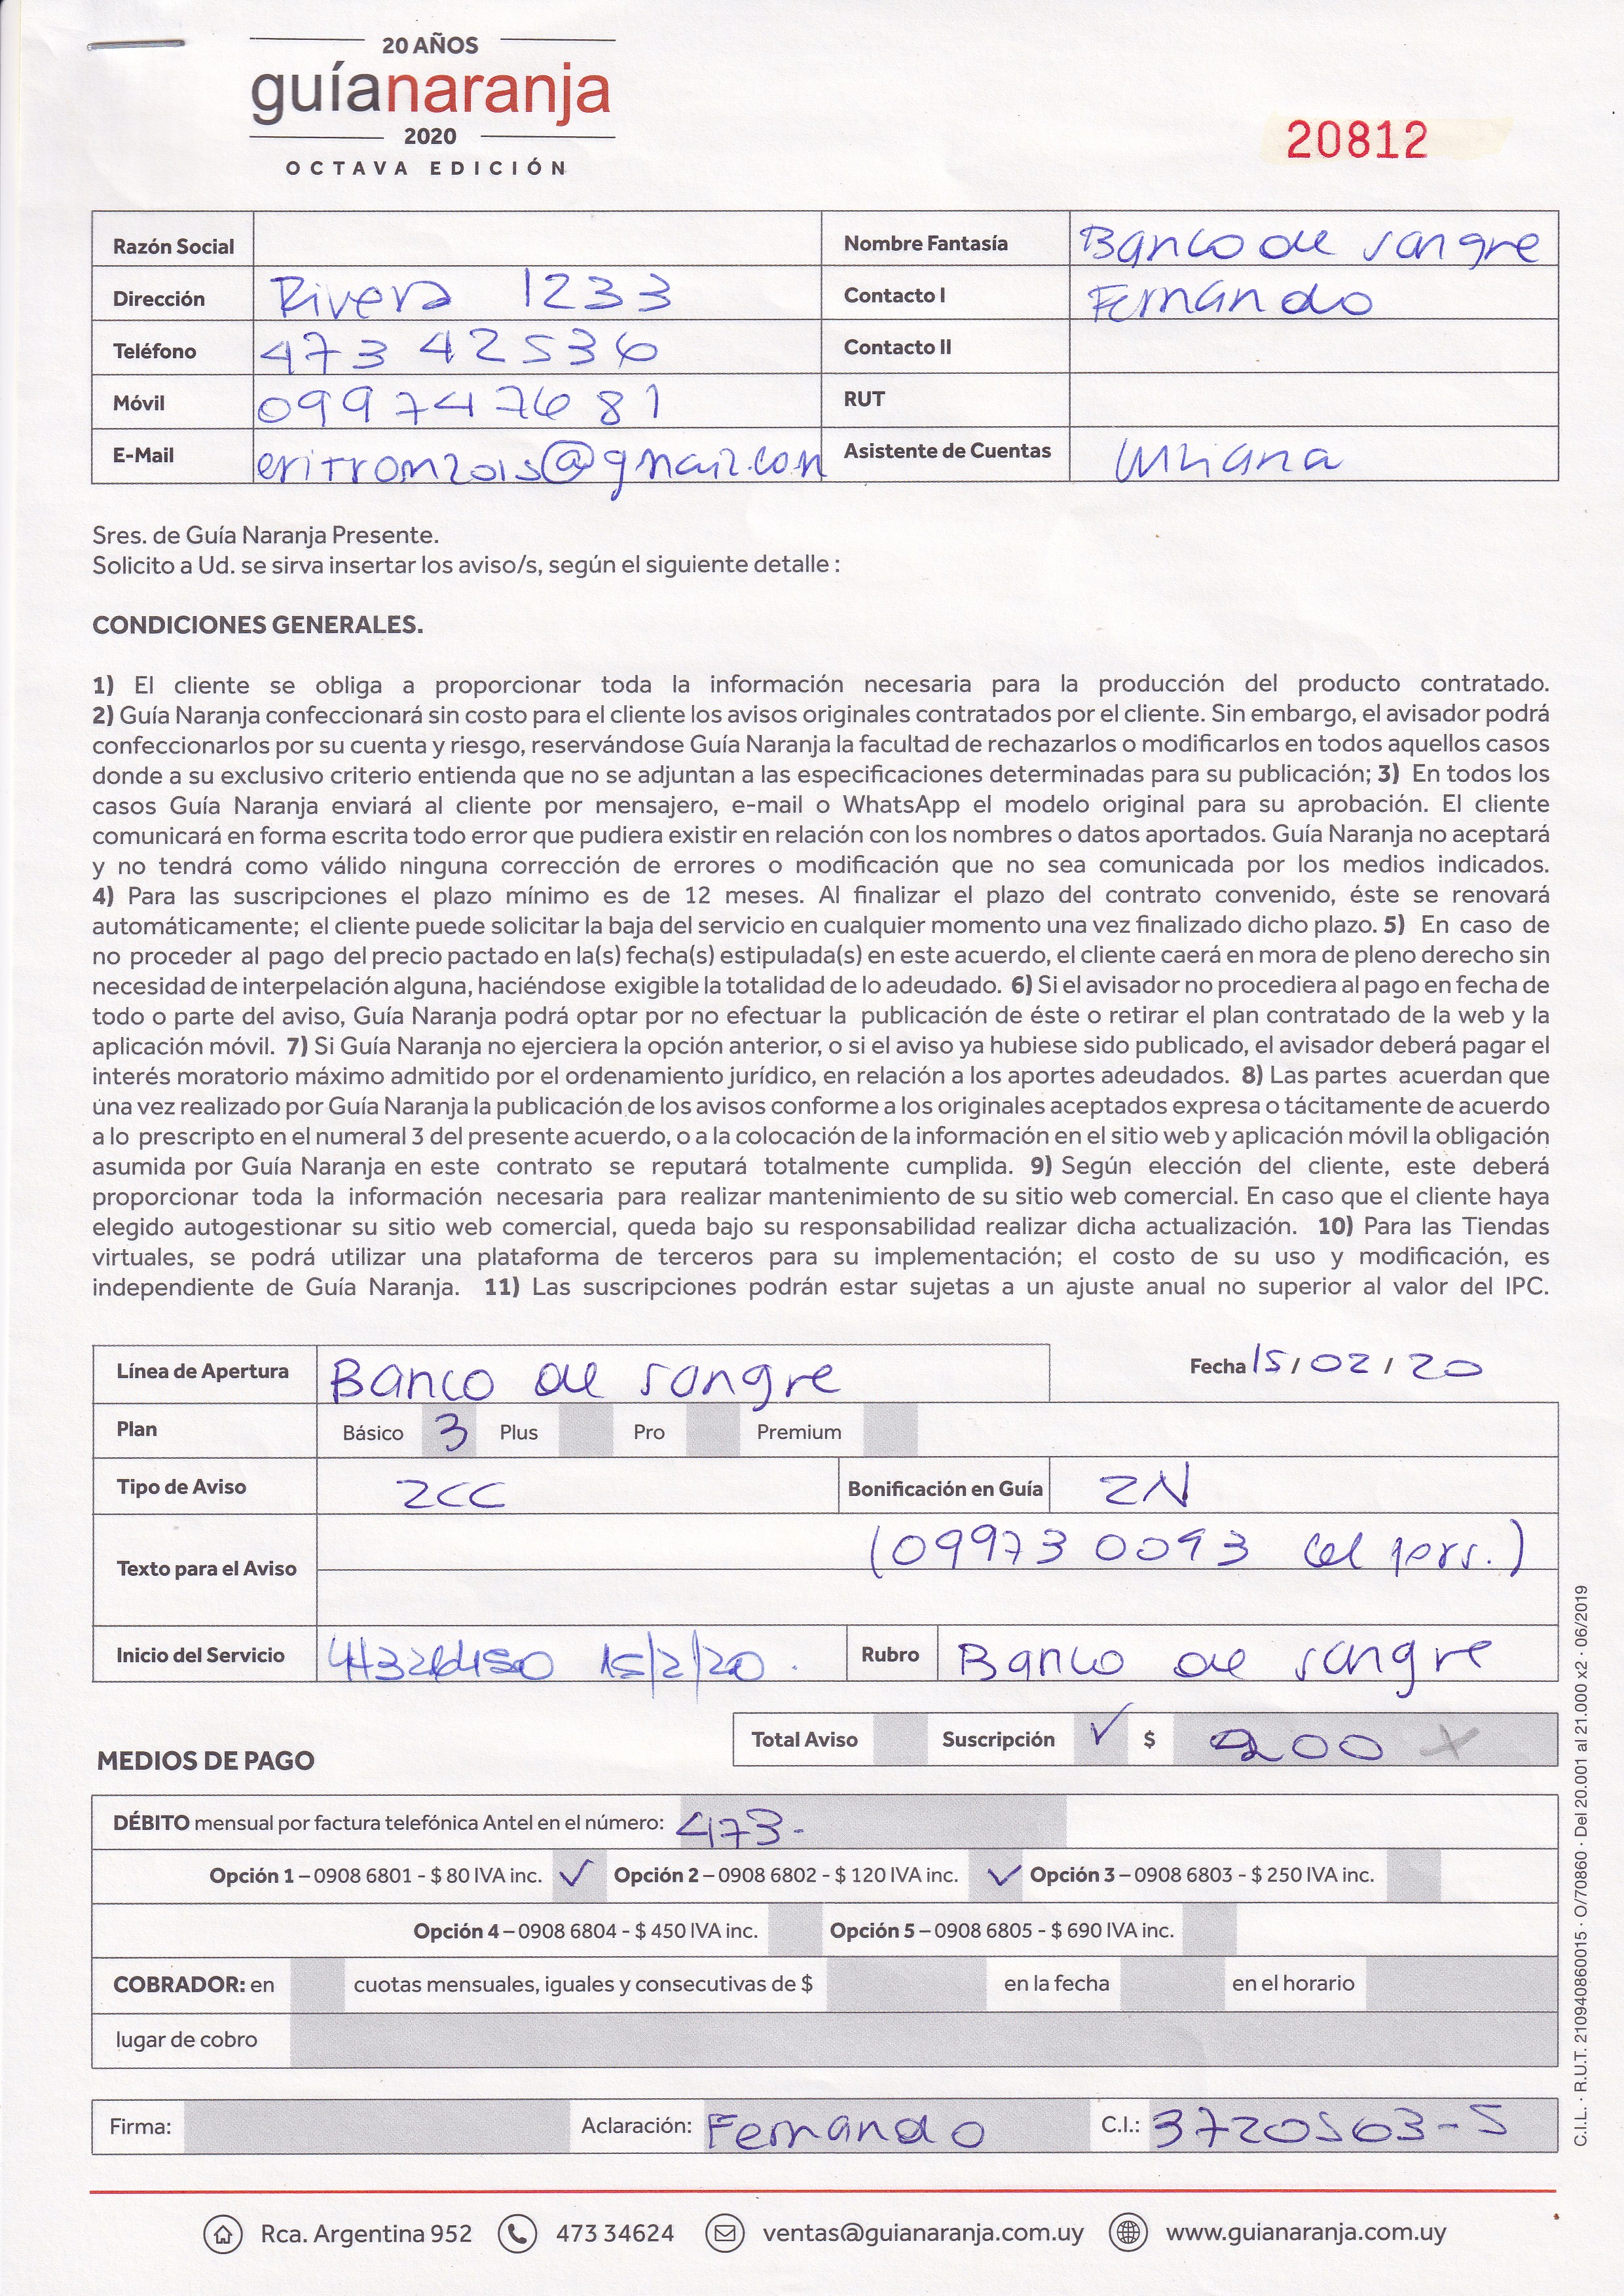 20 AÑOS
guíanaranja
2020
OCTAVA EDICIÓN
20812
Razón Social
Nombre Fantasía Banco de sangre
Dirección Rivera 1233
Contacto I Fernando
Teléfono 473 42536
Contacto II
Móvil 099747681
RUT
E-Mail eritron2015@gmail.com
Asistente de Cuentas
Sres. de Guía Naranja Presente.
Solicito a Ud. se sirva insertar los aviso/s, según el siguiente detalle :
CONDICIONES GENERALES.
1) El cliente se obliga a proporcionar toda la información necesaria para la producción del producto contratado.
2) Guía Naranja confeccionará sin costo para el cliente los avisos originales contratados por el cliente. Sin embargo, el avisador podrá
confeccionarlos por su cuenta y riesgo, reservándose Guía Naranja la facultad de rechazarlos o modificarlos en todos aquellos casos
donde a su exclusivo criterio entienda que no se adjuntan a las especificaciones determinadas para su publicación; 3) En todos los
casos Guía Naranja enviará al cliente por mensajero, e-mail o WhatsApp el modelo original para su aprobación. El cliente
comunicará en forma escrita todo error que pudiera existir en relación con los nombres o datos aportados. Guía Naranja no aceptará
y no tendrá como válido ninguna corrección de errores o modificación que no sea comunicada por los medios indicados.
4) Para las suscripciones el plazo mínimo es de 12 meses. Al finalizar el plazo del contrato convenido, éste se renovará
automáticamente; el cliente puede solicitar la baja del servicio en cualquier momento una vez finalizado dicho plazo. 5) En caso de
no proceder al pago del precio pactado en la(s) fecha(s) estipulada(s) en este acuerdo, el cliente caerá en mora de pleno derecho sin
necesidad de interpelación alguna, haciéndose exigible la totalidad de lo adeudado. 6) Si el avisador no procediera al pago en fecha de
todo o parte del aviso, Guía Naranja podrá optar por no efectuar la publicación de éste o retirar el plan contratado de la web y la
aplicación móvil. 7) Si Guía Naranja no ejerciera la opción anterior, o si el aviso ya hubiese sido publicado, el avisador deberá pagar el
interés moratorio máximo admitido por el ordenamiento jurídico, en relación a los aportes adeudados. 8) Las partes acuerdan que
una vez realizado por Guía Naranja la publicación de los avisos conforme a los originales aceptados expresa o tácitamente de acuerdo
a lo prescripto en el numeral 3 del presente acuerdo, o a la colocación de la información en el sitio web y aplicación móvil la obligación
asumida por Guía Naranja en este contrato se reputará totalmente cumplida. 9) Según elección del cliente, este deberá
proporcionar toda la información necesaria para realizar mantenimiento de su sitio web comercial. En caso que el cliente haya
elegido autogestionar su sitio web comercial, queda bajo su responsabilidad realizar dicha actualización. 10) Para las Tiendas
virtuales, se podrá utilizar una plataforma de terceros para su implementación; el costo de su uso y modificación, es
independiente de Guía Naranja. 11) Las suscripciones podrán estar sujetas a un ajuste anual no superior al valor del IPC.
Línea de Apertura Banco de sangre
Fecha 15 / 02 / 20
Plan Básico 3 Plus Pro Premium
Tipo de Aviso 2CC Bonificación en Guía 2N
Texto para el Aviso (09973 0093 cel pers.)
Inicio del Servicio 15/2/20. Rubro Banco de sangre
Total Aviso Suscripción ✓ $ 200
MEDIOS DE PAGO
DÉBITO mensual por factura telefónica Antel en el número: 473-
Opción 1 – 0908 6801 - $ 80 IVA inc. ✓ Opción 2 – 0908 6802 - $ 120 IVA inc. ✓ Opción 3 – 0908 6803 - $ 250 IVA inc.
Opción 4 – 0908 6804 - $ 450 IVA inc. Opción 5 – 0908 6805 - $ 690 IVA inc.
COBRADOR: en cuotas mensuales, iguales y consecutivas de $ en la fecha en el horario
lugar de cobro
Firma: Aclaración: Fernando C.I.: 3720563-5
Rca. Argentina 952 473 34624 ventas@guianaranja.com.uy www.guianaranja.com.uy
C.I.L. · R.U.T. 210940860015 · O/70860 · Del 20.001 al 21.000 x2 · 06/2019